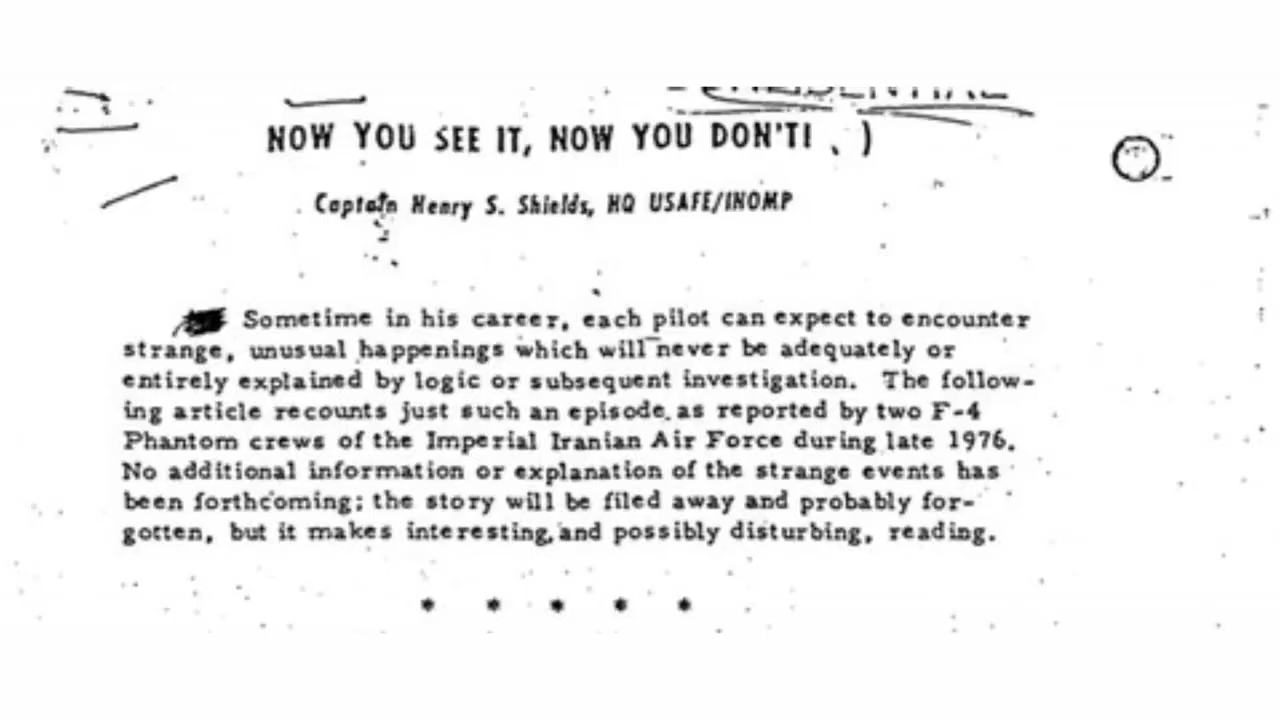 NOW YOU SEE IT, NOW YOU DON'T! . )
Captain Henry S. Shields, HQ USAFE/INOMP
Sometime in his career, each pilot can expect to encounter
strange, unusual happenings which will never be adequately or
entirely explained by logic or subsequent investigation. The follow-
ing article recounts just such an episode as reported by two F-4
Phantom crews of the Imperial Iranian Air Force during late 1976.
No additional information or explanation of the strange events has
been forthcoming; the story will be filed away and probably for-
gotten, but it makes interesting, and possibly disturbing, reading.
* * * * *